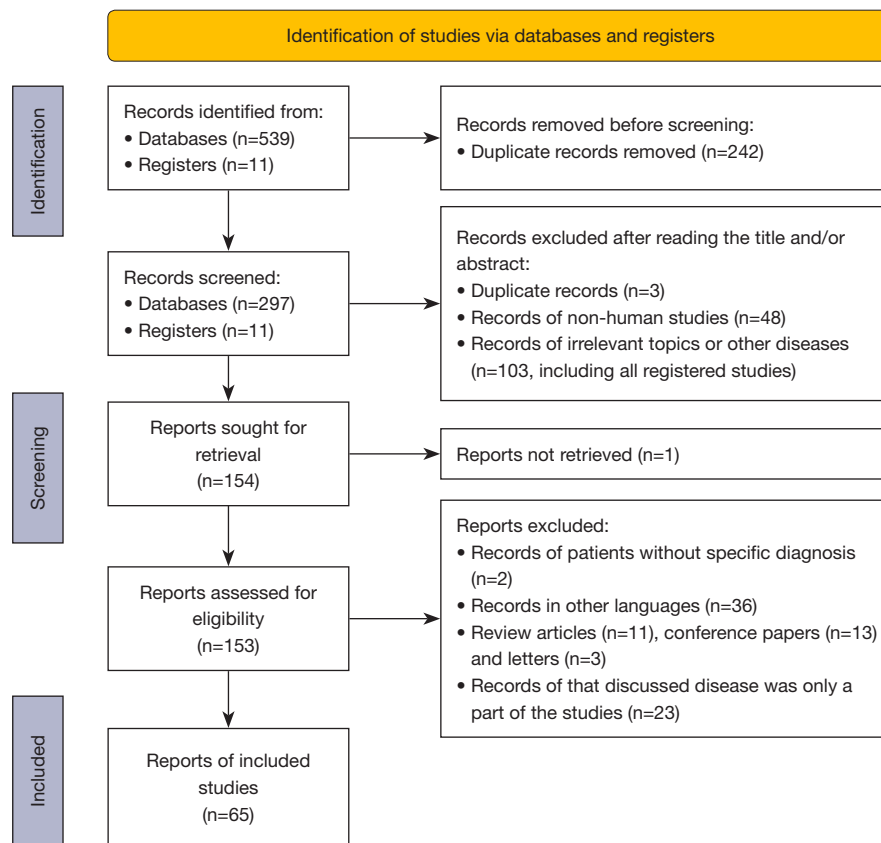 Identification of studies via databases and registers
Identification
Records identified from:
• Databases (n=539)
• Registers (n=11)
Records removed before screening:
• Duplicate records removed (n=242)
Records screened:
• Databases (n=297)
• Registers (n=11)
Records excluded after reading the title and/or
abstract:
• Duplicate records (n=3)
• Records of non-human studies (n=48)
• Records of irrelevant topics or other diseases
(n=103, including all registered studies)
Screening
Reports sought for
retrieval
(n=154)
Reports not retrieved (n=1)
Reports assessed for
eligibility
(n=153)
Reports excluded:
• Records of patients without specific diagnosis
(n=2)
• Records in other languages (n=36)
• Review articles (n=11), conference papers (n=13)
and letters (n=3)
• Records of that discussed disease was only a
part of the studies (n=23)
Included
Reports of included
studies
(n=65)